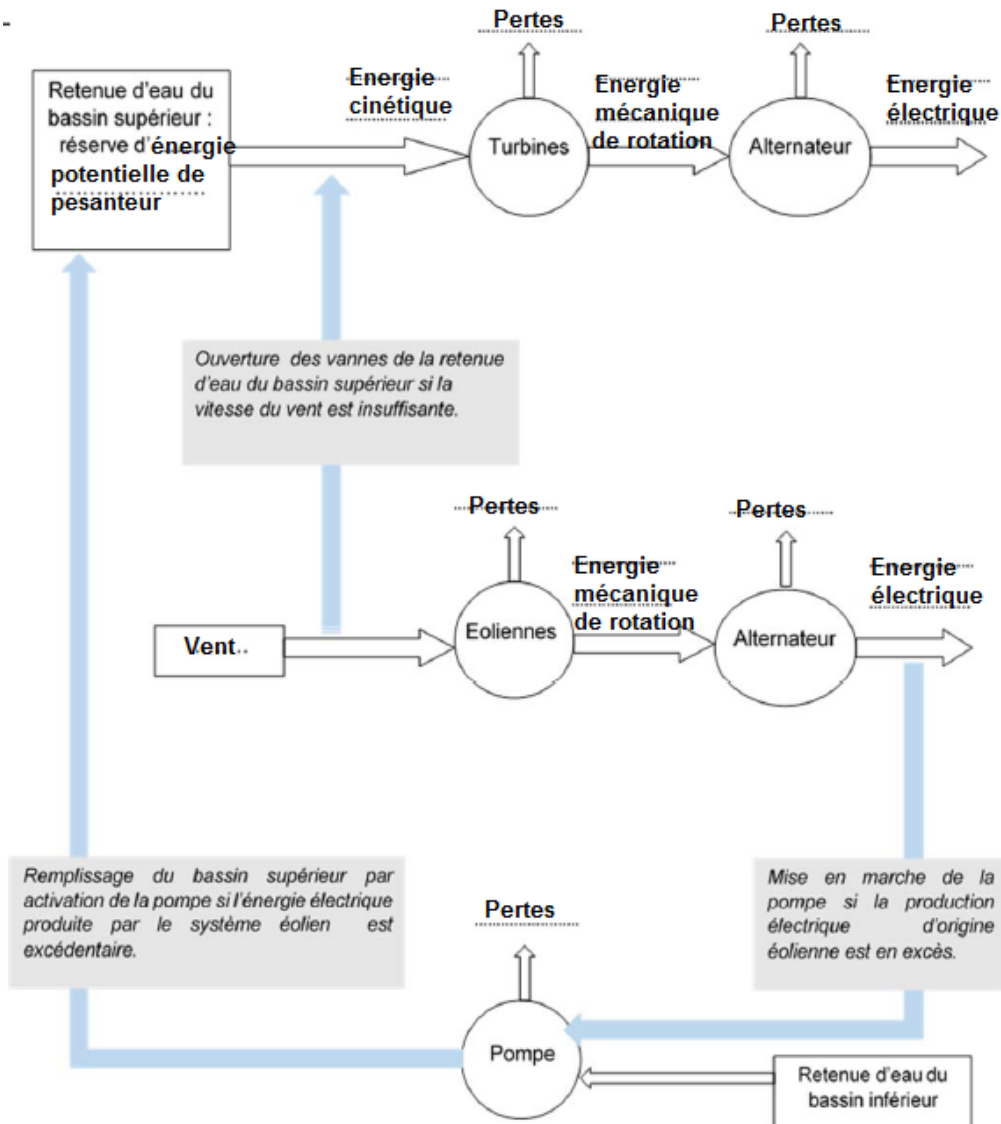 -
Pertes
Pertes
Retenue d'eau du
bassin supérieur :
réserve d'énergie
potentielle de
pesanteur
Energie
cinétique
Turbines
Energie
mécanique
de rotation
Alternateur
Energie
électrique
Ouverture des vannes de la retenue
d'eau du bassin supérieur si la
vitesse du vent est insuffisante.
Pertes
Pertes
Vent..
Eoliennes
Energie
mécanique
de rotation
Alternateur
Energie
électrique
Remplissage du bassin supérieur par
activation de la pompe si l'énergie électrique
produite par le système éolien est
excédentaire.
Mise en marche de la
pompe si la production
électrique d'origine
éolienne est en excès.
Pertes
Pompe
Retenue d'eau du
bassin inférieur